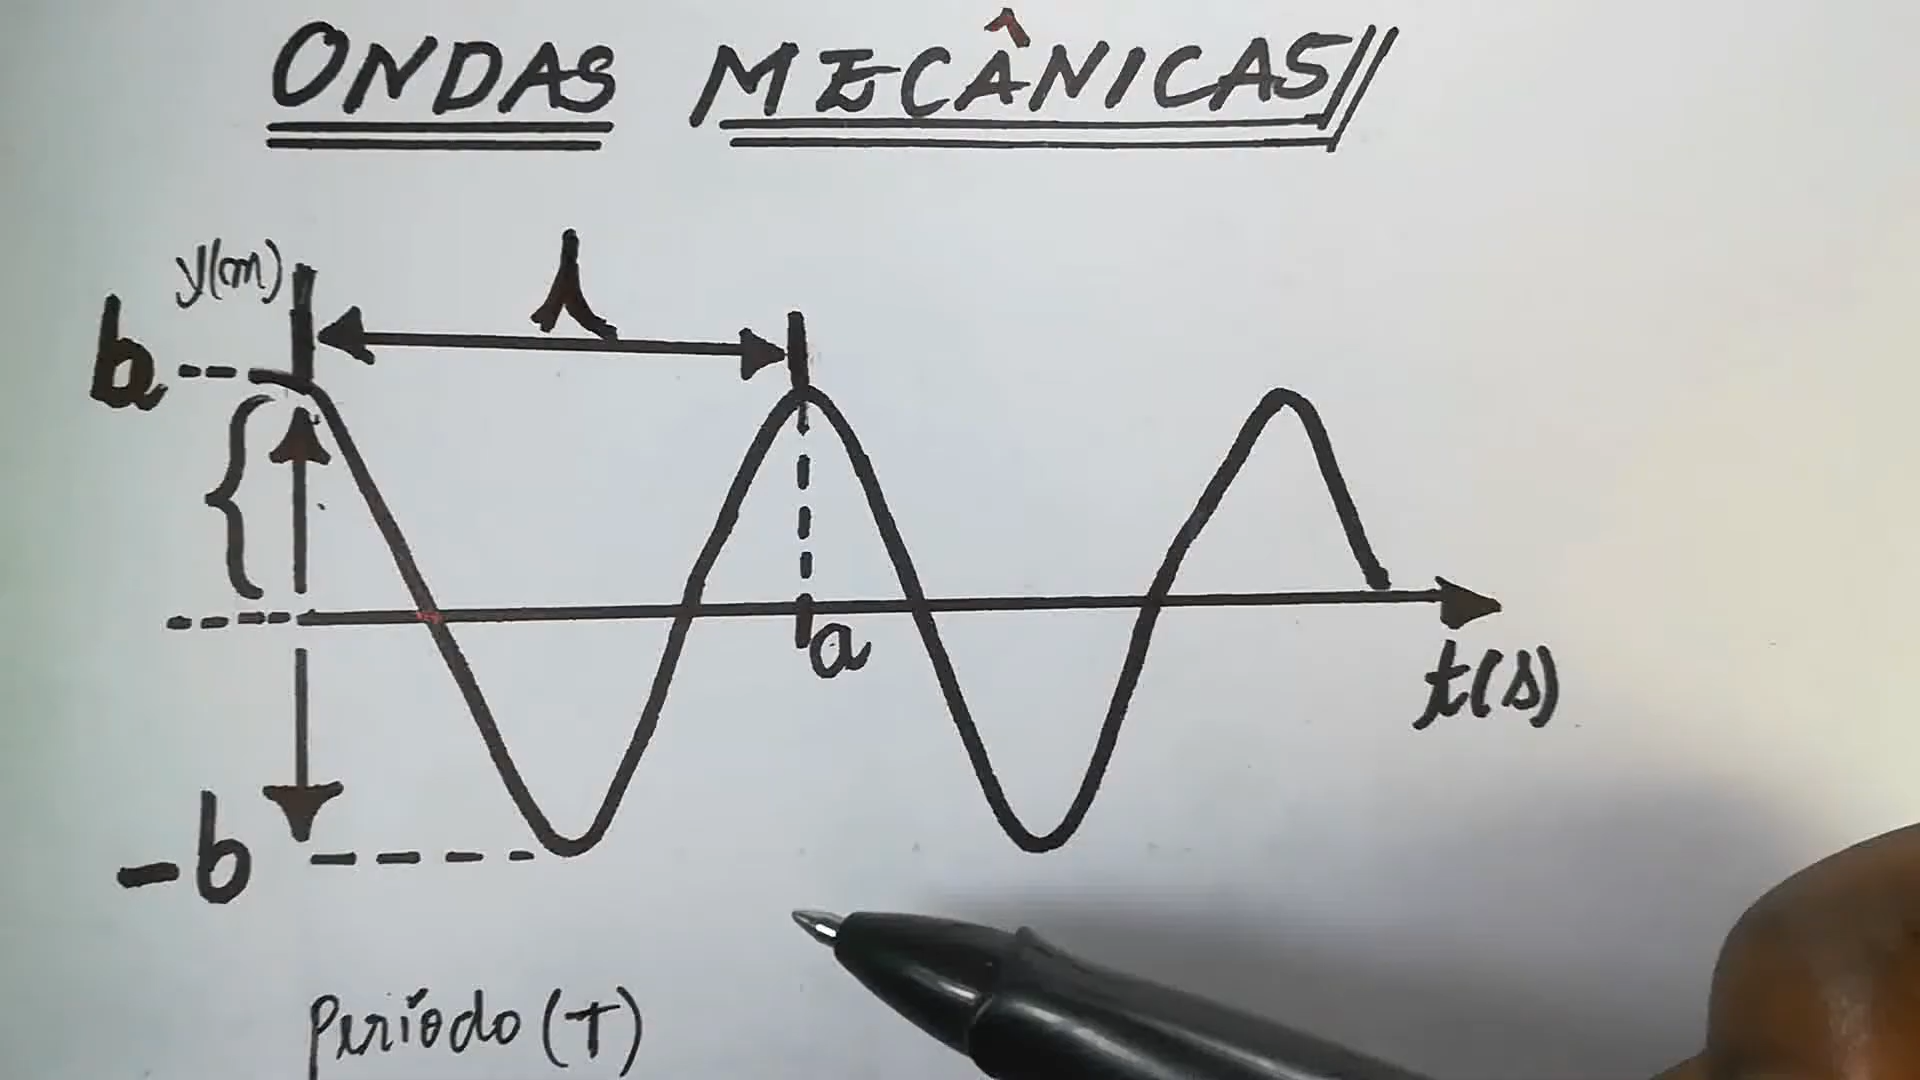 ONDAS MECÂNICAS
y(m)
λ
b
a
t(s)
-b
Período (T)